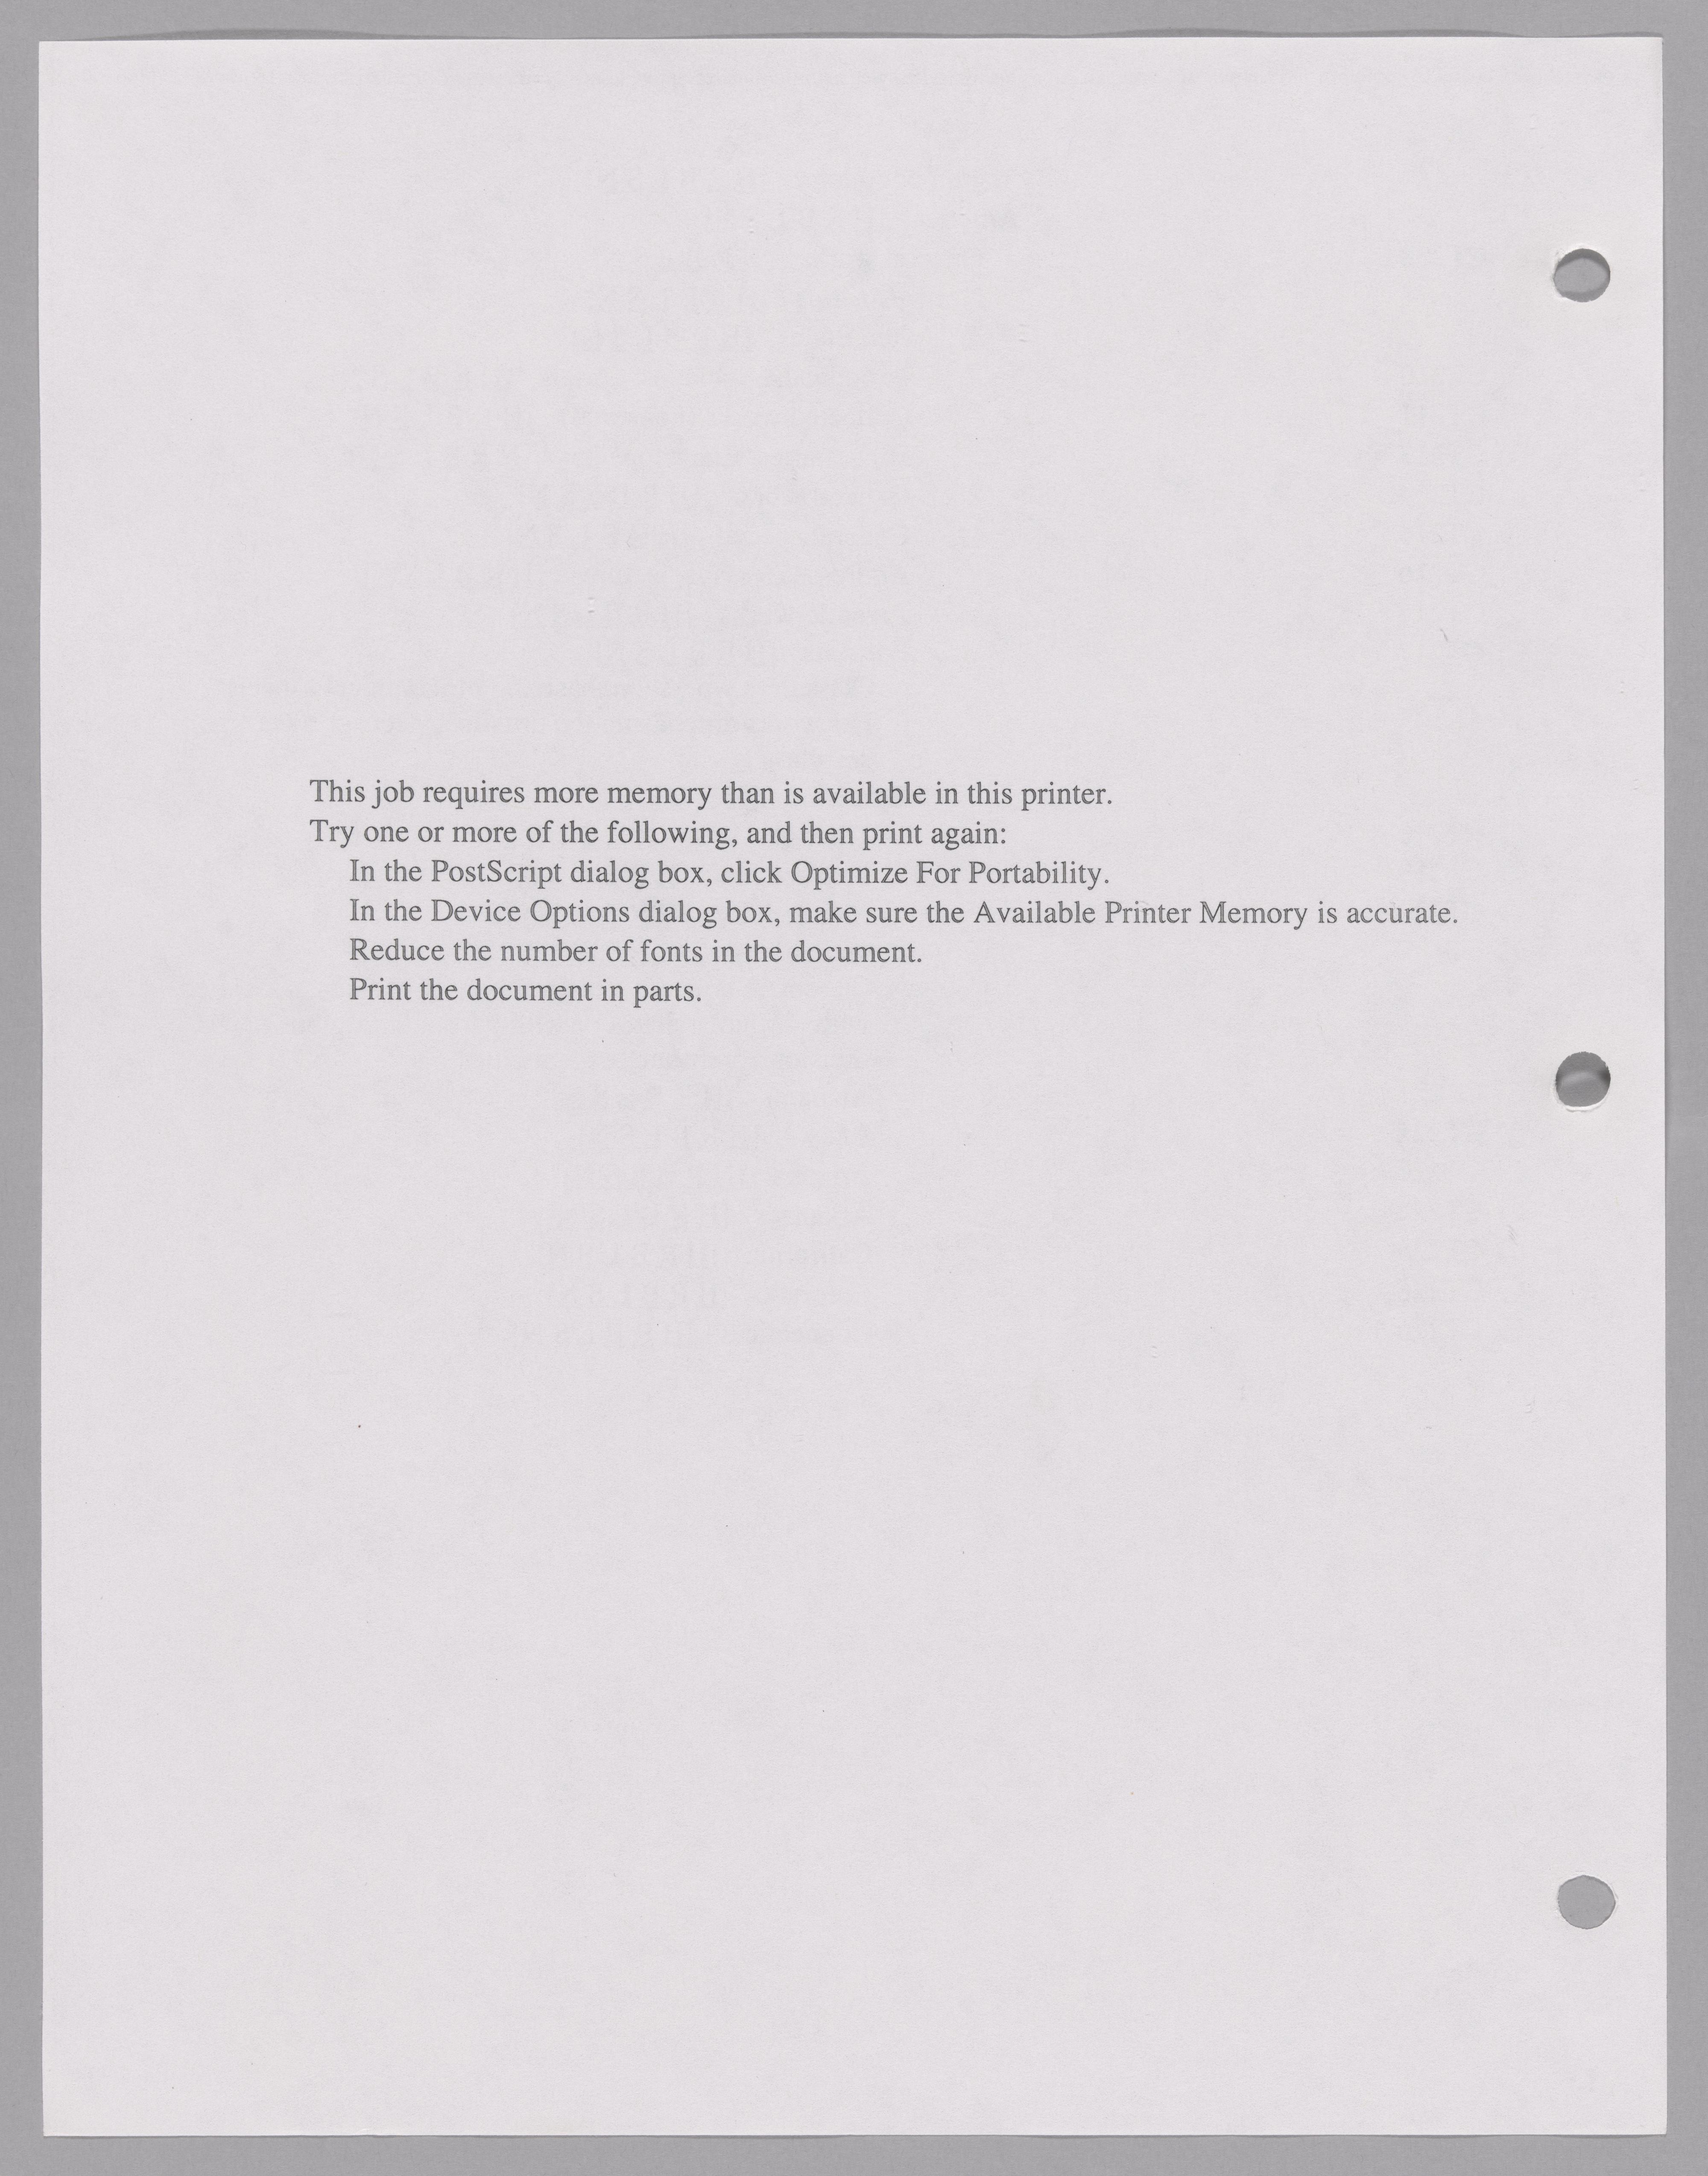 This job requires more memory than is available in this printer.
Try one or more of the following, and then print again:
In the PostScript dialog box, click Optimize For Portability.
In the Device Options dialog box, make sure the Available Printer Memory is accurate.
Reduce the number of fonts in the document.
Print the document in parts.